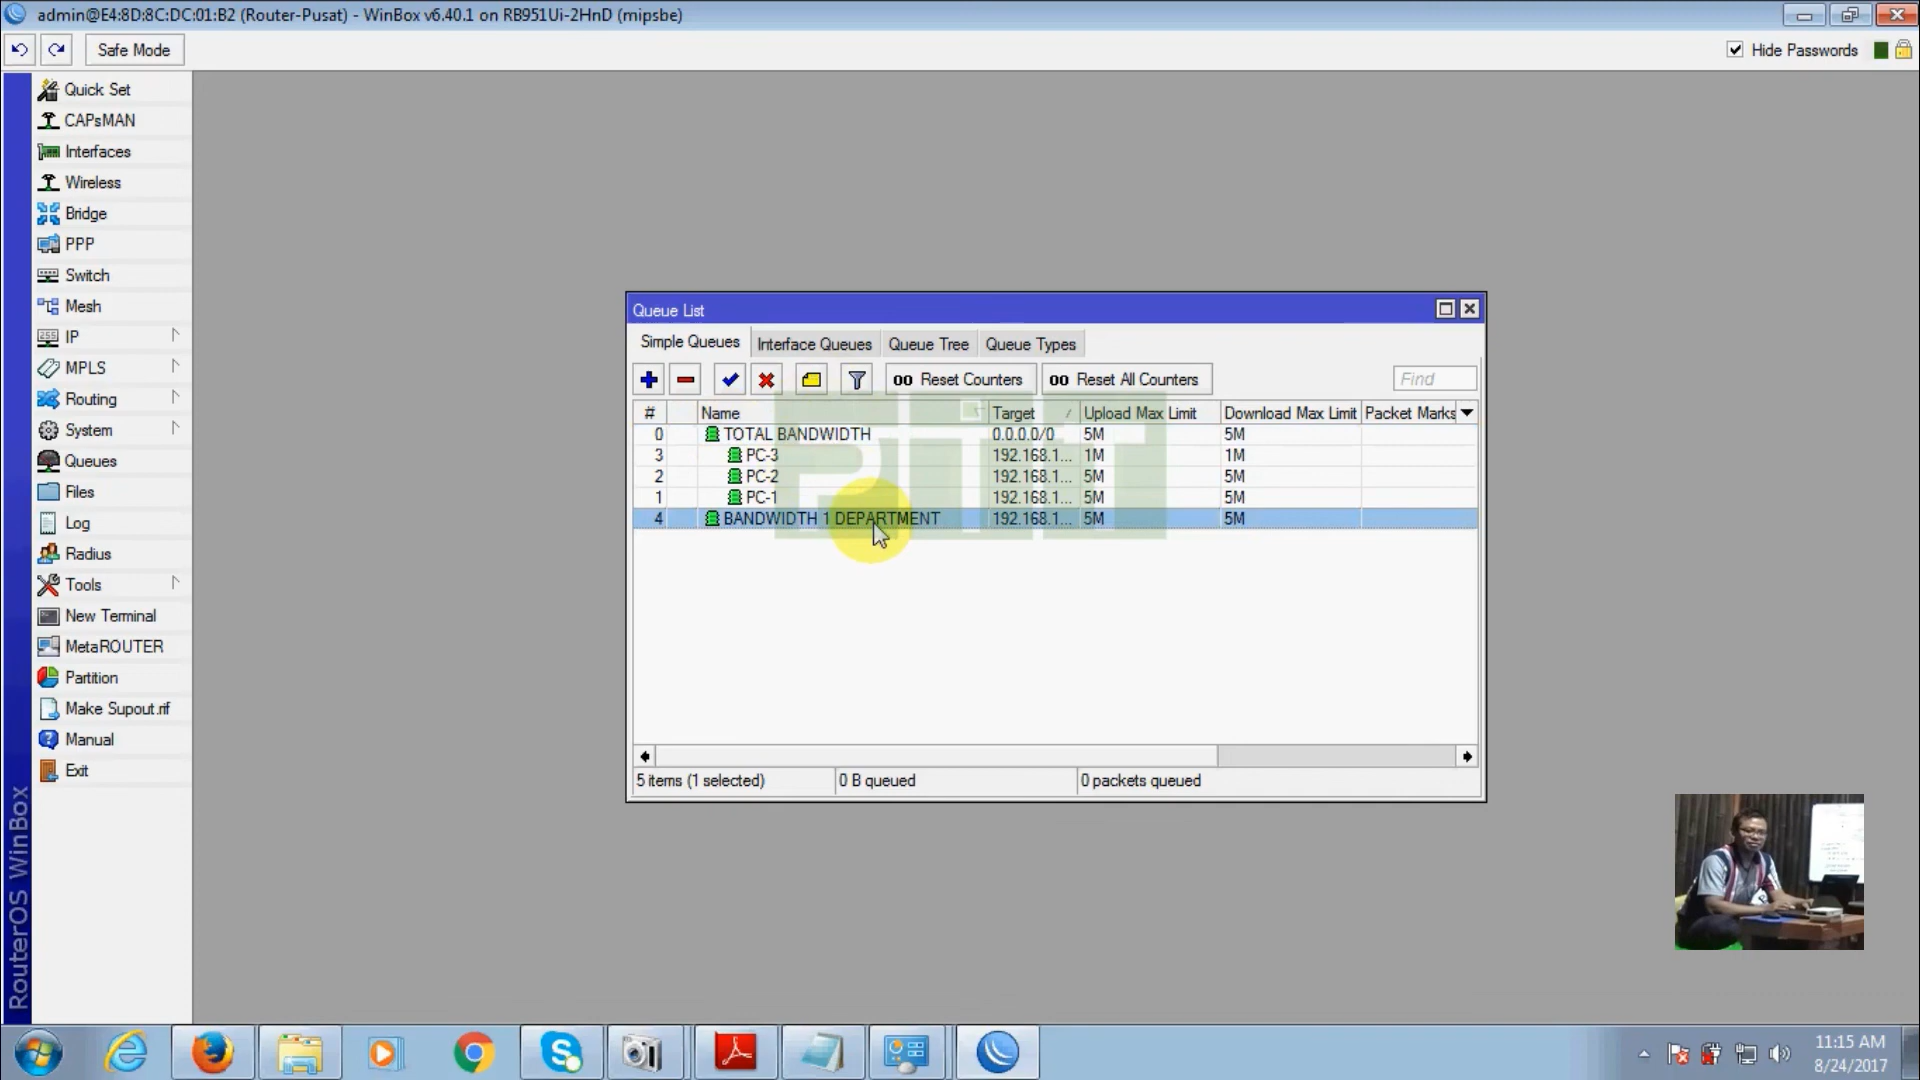 admin@E4:8D:8C:DC:01:B2 (Router-Pusat) - WinBox v6.40.1 on RB951Ui-2HnD (mipsbe)
Safe Mode
Hide Passwords
Quick Set
CAPsMAN
Interfaces
Wireless
Bridge
PPP
Switch
Mesh
IP
MPLS
Routing
System
Queues
Files
Log
Radius
Tools
New Terminal
MetaROUTER
Partition
Make Supout.rif
Manual
Exit
RouterOS WinBox
Queue List
Simple Queues Interface Queues Queue Tree Queue Types
00 Reset Counters 00 Reset All Counters Find
# Name Target Upload Max Limit Download Max Limit Packet Marks
0 TOTAL BANDWIDTH 0.0.0.0/0 5M 5M
3 PC-3 192.168.1... 1M 1M
2 PC-2 192.168.1... 5M 5M
1 PC-1 192.168.1... 5M 5M
4 BANDWIDTH 1 DEPARTMENT 192.168.1... 5M 5M
5 items (1 selected) 0 B queued 0 packets queued
11:15 AM
8/24/2017